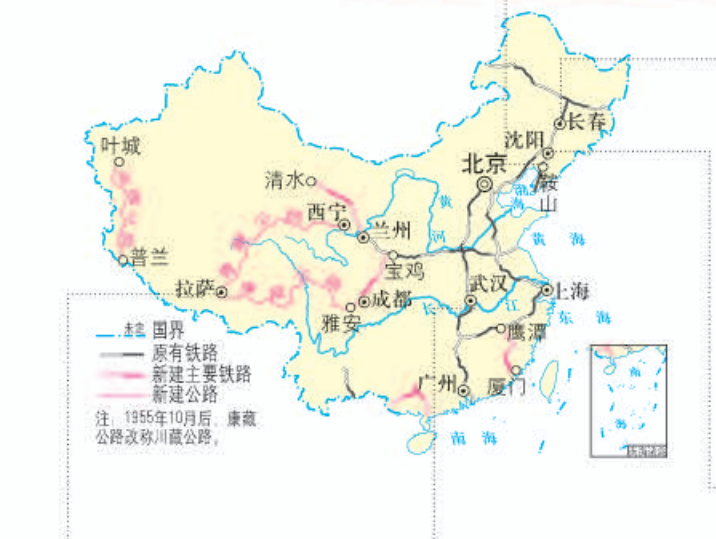 长春
沈阳
叶城
北京
鞍山
清水
渤海
黄河
西宁
兰州
黄海
普兰
宝鸡
拉萨
成都
武汉
上海
长江
雅安
东海
鹰潭
未定 国界
原有铁路
新建主要铁路
新建公路
广州
厦门
南海
南海
注：1955年10月后，康藏
公路改称川藏公路。